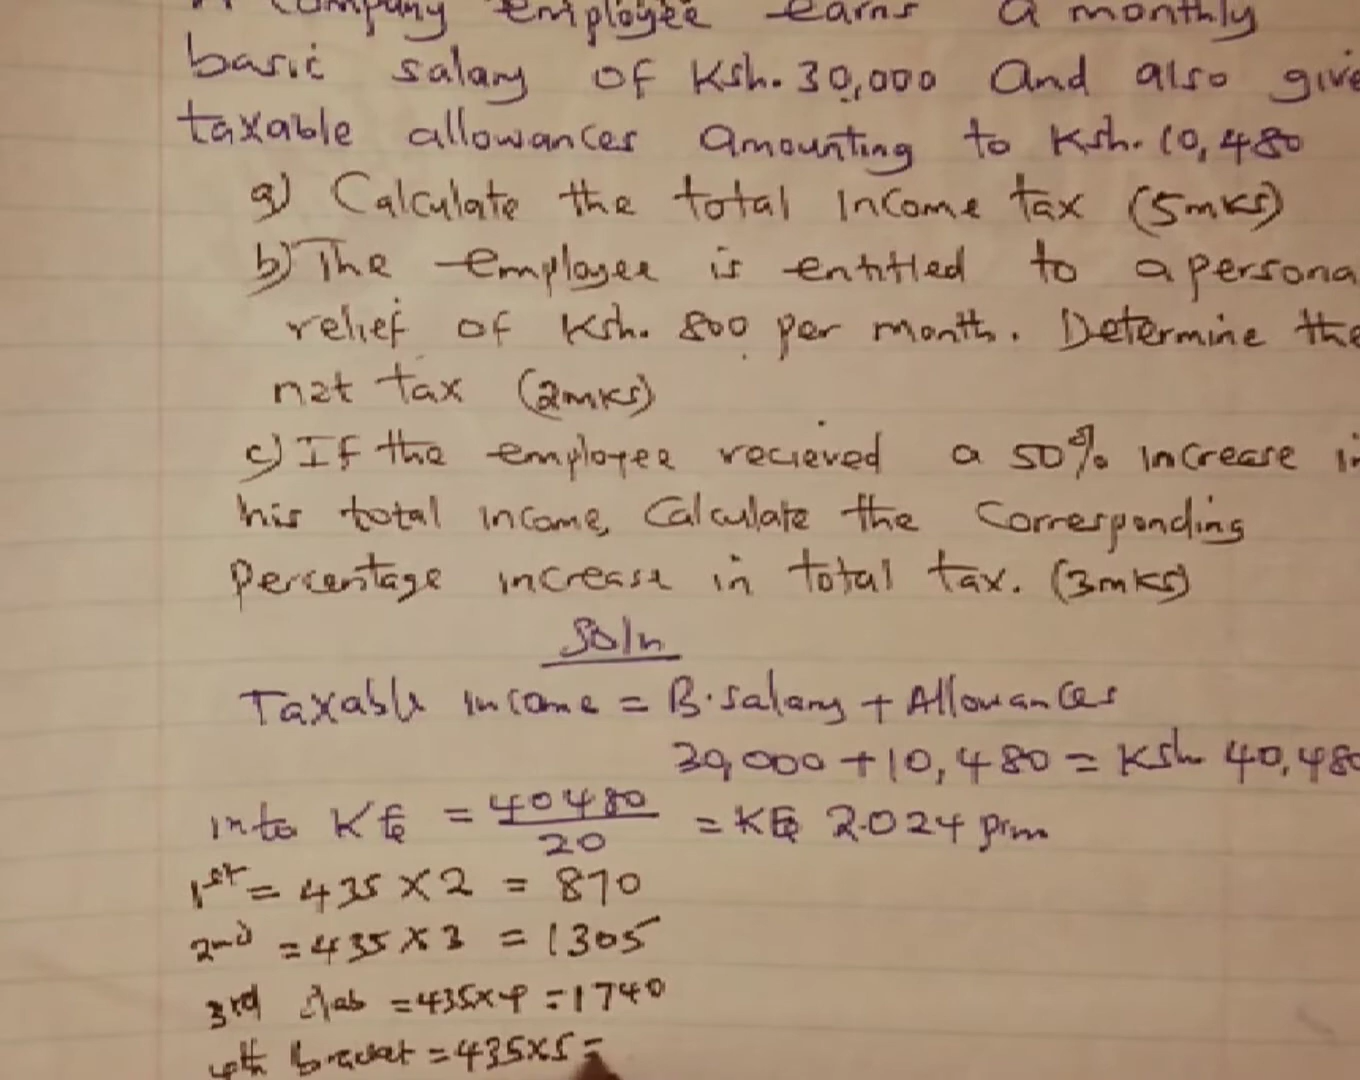 A company employee earns a monthly
basic salary of Ksh. 30,000 and also give
taxable allowances amounting to Ksh. 10,480
a) Calculate the total income tax (5mks)
b) The employee is entitled to a persona
relief of Ksh. 800 per month. Determine the
net tax (2mks)
c) If the employee recieved a 50% increase in
his total income, Calculate the Corresponding
Percentage increase in total tax. (3mks)
Soln
Taxable income = B.salary + Allowances
30,000 + 10,480 = Ksh 40,480
into K£ = 40480/20 = K£ 2024 p.m
1st = 435 × 2 = 870
2nd = 435 × 3 = 1305
3rd slab = 435×4 = 1740
4th bracket = 435×5 =